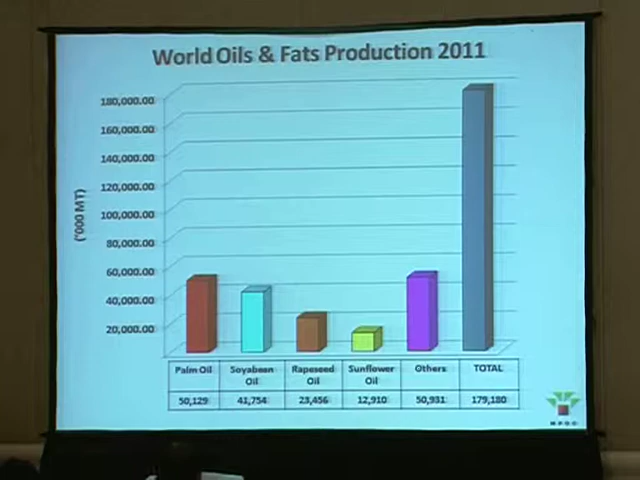 World Oils & Fats Production 2011
('000 MT)
180,000.00
160,000.00
140,000.00
120,000.00
100,000.00
80,000.00
60,000.00
40,000.00
20,000.00
Palm Oil Soyabean Oil Rapeseed Oil Sunflower Oil Others TOTAL
50,129 41,754 23,456 12,910 50,931 179,180
MPOC